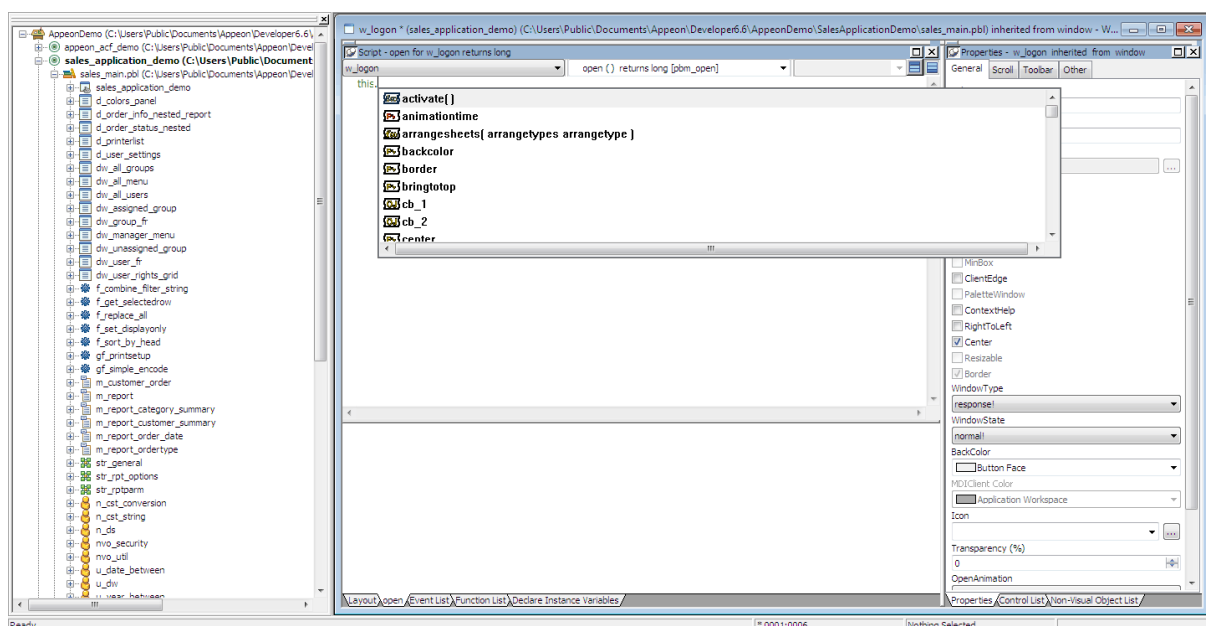 AppeonDemo (C:\Users\Public\Documents\Appeon\Developer6.6\
appeon_acf_demo (C:\Users\Public\Documents\Appeon\Devel
sales_application_demo (C:\Users\Public\Document:
sales_main.pbl (C:\Users\Public\Documents\Appeon\Devel
sales_application_demo
d_colors_panel
d_order_info_nested_report
d_order_status_nested
d_printerlist
d_user_settings
dw_all_groups
dw_all_menu
dw_all_users
dw_assigned_group
dw_group_fr
dw_manager_menu
dw_unassigned_group
dw_user_fr
dw_user_rights_grid
f_combine_filter_string
f_get_selectedrow
f_replace_all
f_set_displayonly
f_sort_by_head
gf_printsetup
gf_simple_encode
m_customer_order
m_report
m_report_category_summary
m_report_customer_summary
m_report_order_date
m_report_ordertype
str_general
str_rpt_options
str_rptparm
n_cst_conversion
n_cst_string
n_ds
nvo_security
nvo_util
u_date_between
u_dw
u_year_between
w_logon * (sales_application_demo) (C:\Users\Public\Documents\Appeon\Developer6.6\AppeonDemo\SalesApplicationDemo\sales_main.pbl) inherited from window - W...
Script - open for w_logon returns long
w_logon
open ( ) returns long [pbm_open]
this.
activate( )
animationtime
arrangesheets( arrangetypes arrangetype )
backcolor
border
bringtotop
cb_1
cb_2
center
Layout open Event List Function List Declare Instance Variables
Properties - w_logon inherited from window
General Scroll Toolbar Other
...
MinBox
ClientEdge
PaletteWindow
ContextHelp
RightToLeft
Center
Resizable
Border
WindowType
response!
WindowState
normal!
BackColor
Button Face
MDIClient Color
Application Workspace
Icon
...
Transparency (%)
0
OpenAnimation
Properties Control List Non-Visual Object List
Ready
* 0001:0006
Nothing Selected